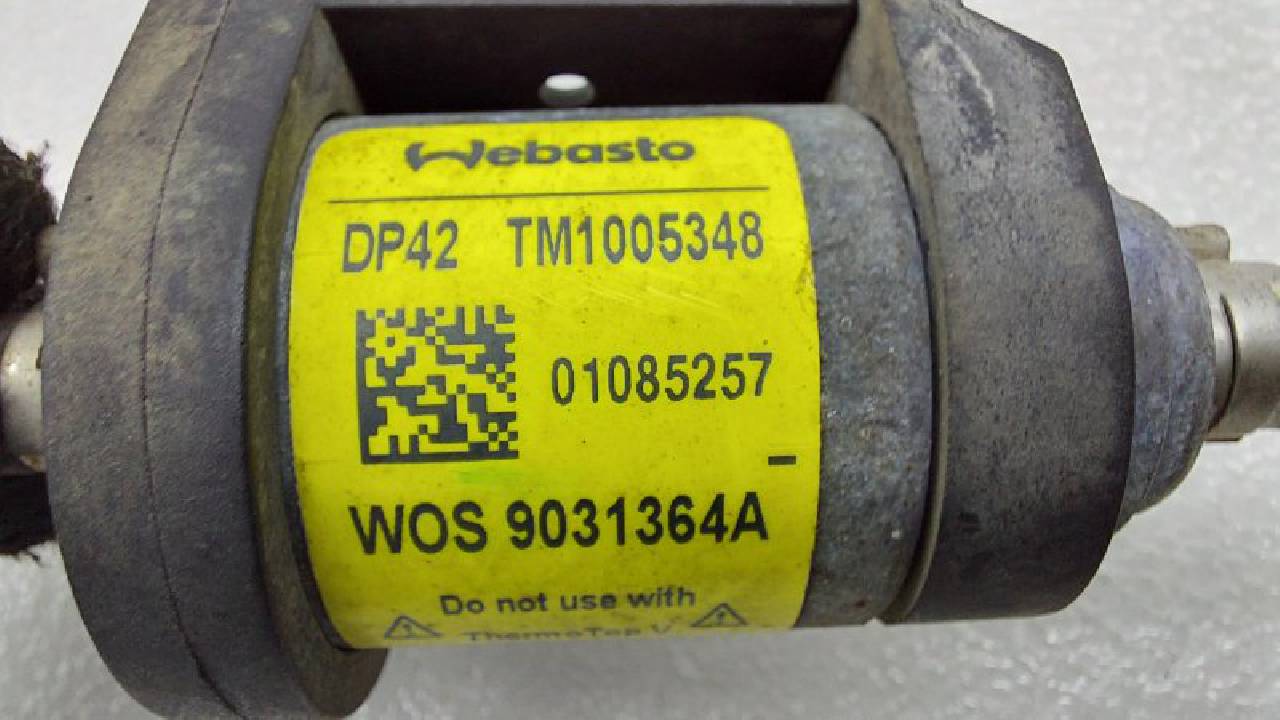 Webasto
DP42 TM1005348
01085257
-
WOS 9031364A
Do not use with